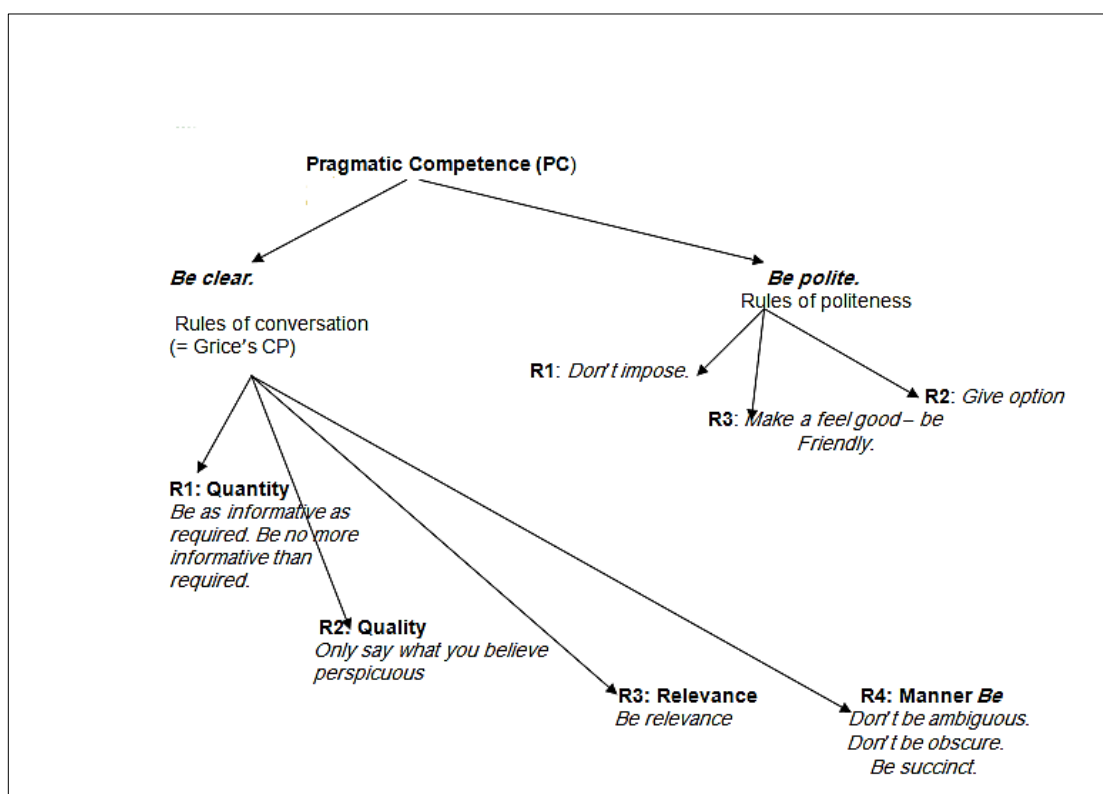 Pragmatic Competence (PC)
Be clear.
Rules of conversation
(= Grice's CP)
Be polite.
Rules of politeness
R1: Don't impose.
R2: Give option
R3: Make a feel good – be
Friendly.
R1: Quantity
Be as informative as
required. Be no more
informative than
required.
R2: Quality
Only say what you believe
perspicuous
R3: Relevance
Be relevance
R4: Manner Be
Don't be ambiguous.
Don't be obscure.
Be succinct.